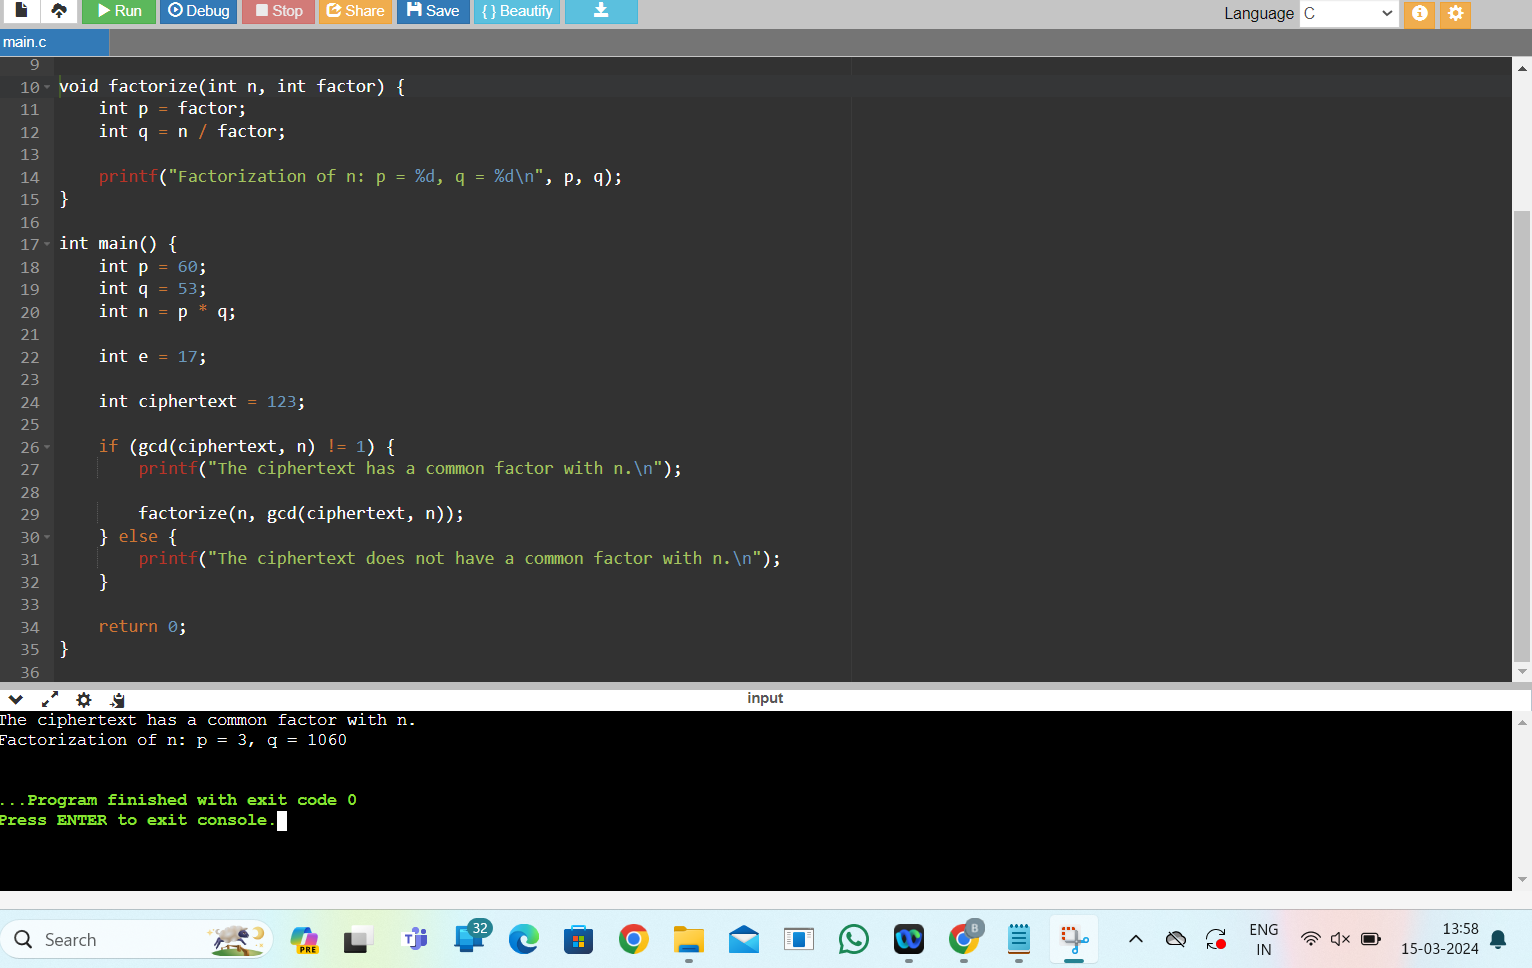 Run Debug Stop Share Save { } Beautify Language C
main.c
9
10 void factorize(int n, int factor) {
11 int p = factor;
12 int q = n / factor;
13
14 printf("Factorization of n: p = %d, q = %d\n", p, q);
15 }
16
17 int main() {
18 int p = 60;
19 int q = 53;
20 int n = p * q;
21
22 int e = 17;
23
24 int ciphertext = 123;
25
26 if (gcd(ciphertext, n) != 1) {
27 printf("The ciphertext has a common factor with n.\n");
28
29 factorize(n, gcd(ciphertext, n));
30 } else {
31 printf("The ciphertext does not have a common factor with n.\n");
32 }
33
34 return 0;
35 }
36
input
The ciphertext has a common factor with n.
Factorization of n: p = 3, q = 1060
...Program finished with exit code 0
Press ENTER to exit console.
Search PRE 32 B ENG 13:58
IN 15-03-2024